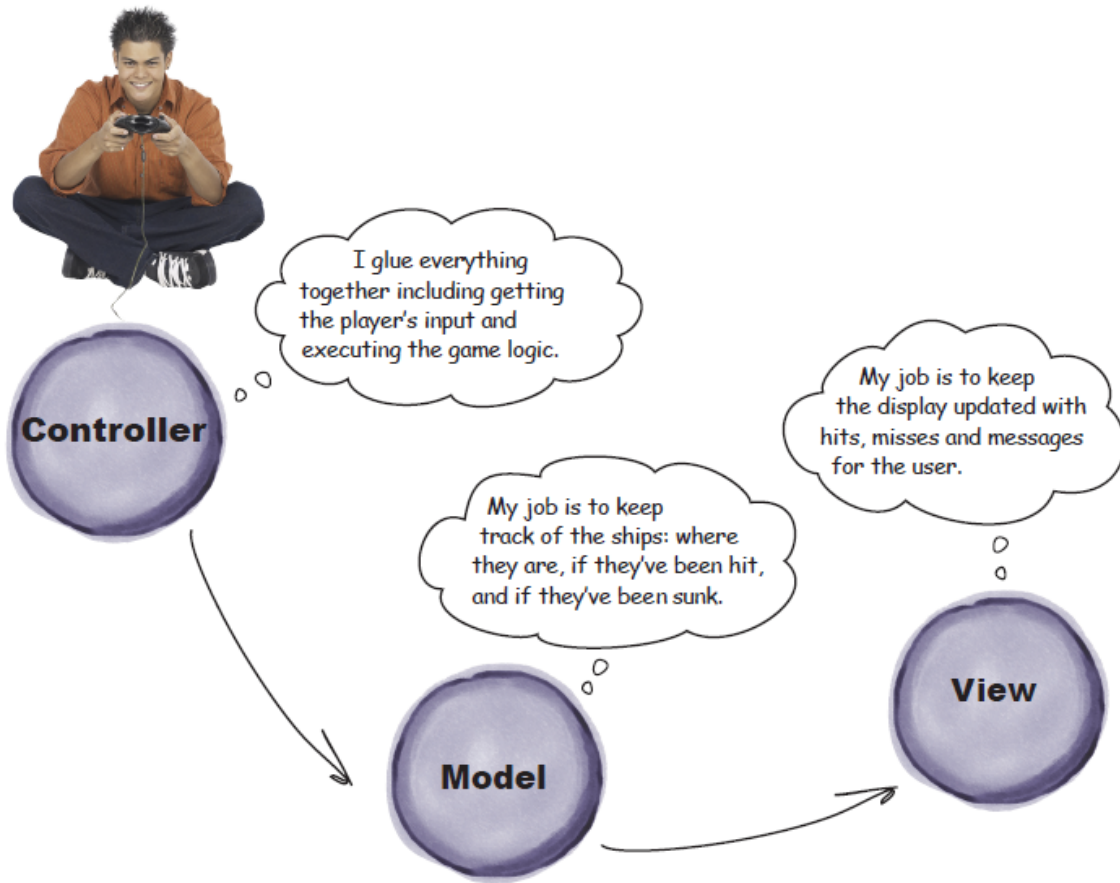 I glue everything
together including getting
the player's input and
executing the game logic.
Controller
My job is to keep
the display updated with
hits, misses and messages
for the user.
My job is to keep
track of the ships: where
they are, if they've been hit,
and if they've been sunk.
View
Model